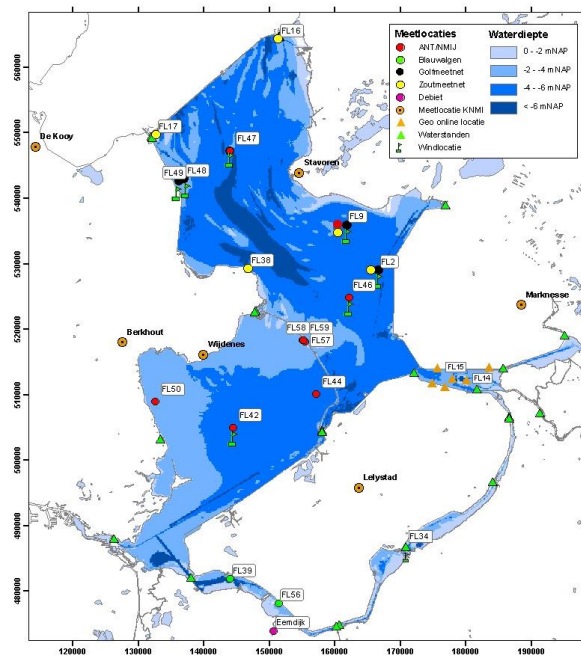 FL16
Meetlocaties
ANT/NMIJ
Blauwalgen
Golfmeetnet
Zoutmeetnet
Debiet
Meetlocatie KNMI
Geo online locatie
Waterstanden
Windlocatie
Waterdiepte
0 - -2 mNAP
-2 - -4 mNAP
-4 - -6 mNAP
< -6 mNAP
560000
550000
540000
530000
520000
510000
500000
490000
480000
FL17
De Kooy
FL47
Stavoren
FL49
FL48
FL9
FL38
FL2
FL46
Marknesse
Berkhout
Wijdenes
FL58
FL59
FL57
FL15
FL14
FL50
FL44
FL42
Lelystad
FL34
FL39
FL56
Eemdijk
120000
130000
140000
150000
160000
170000
180000
190000